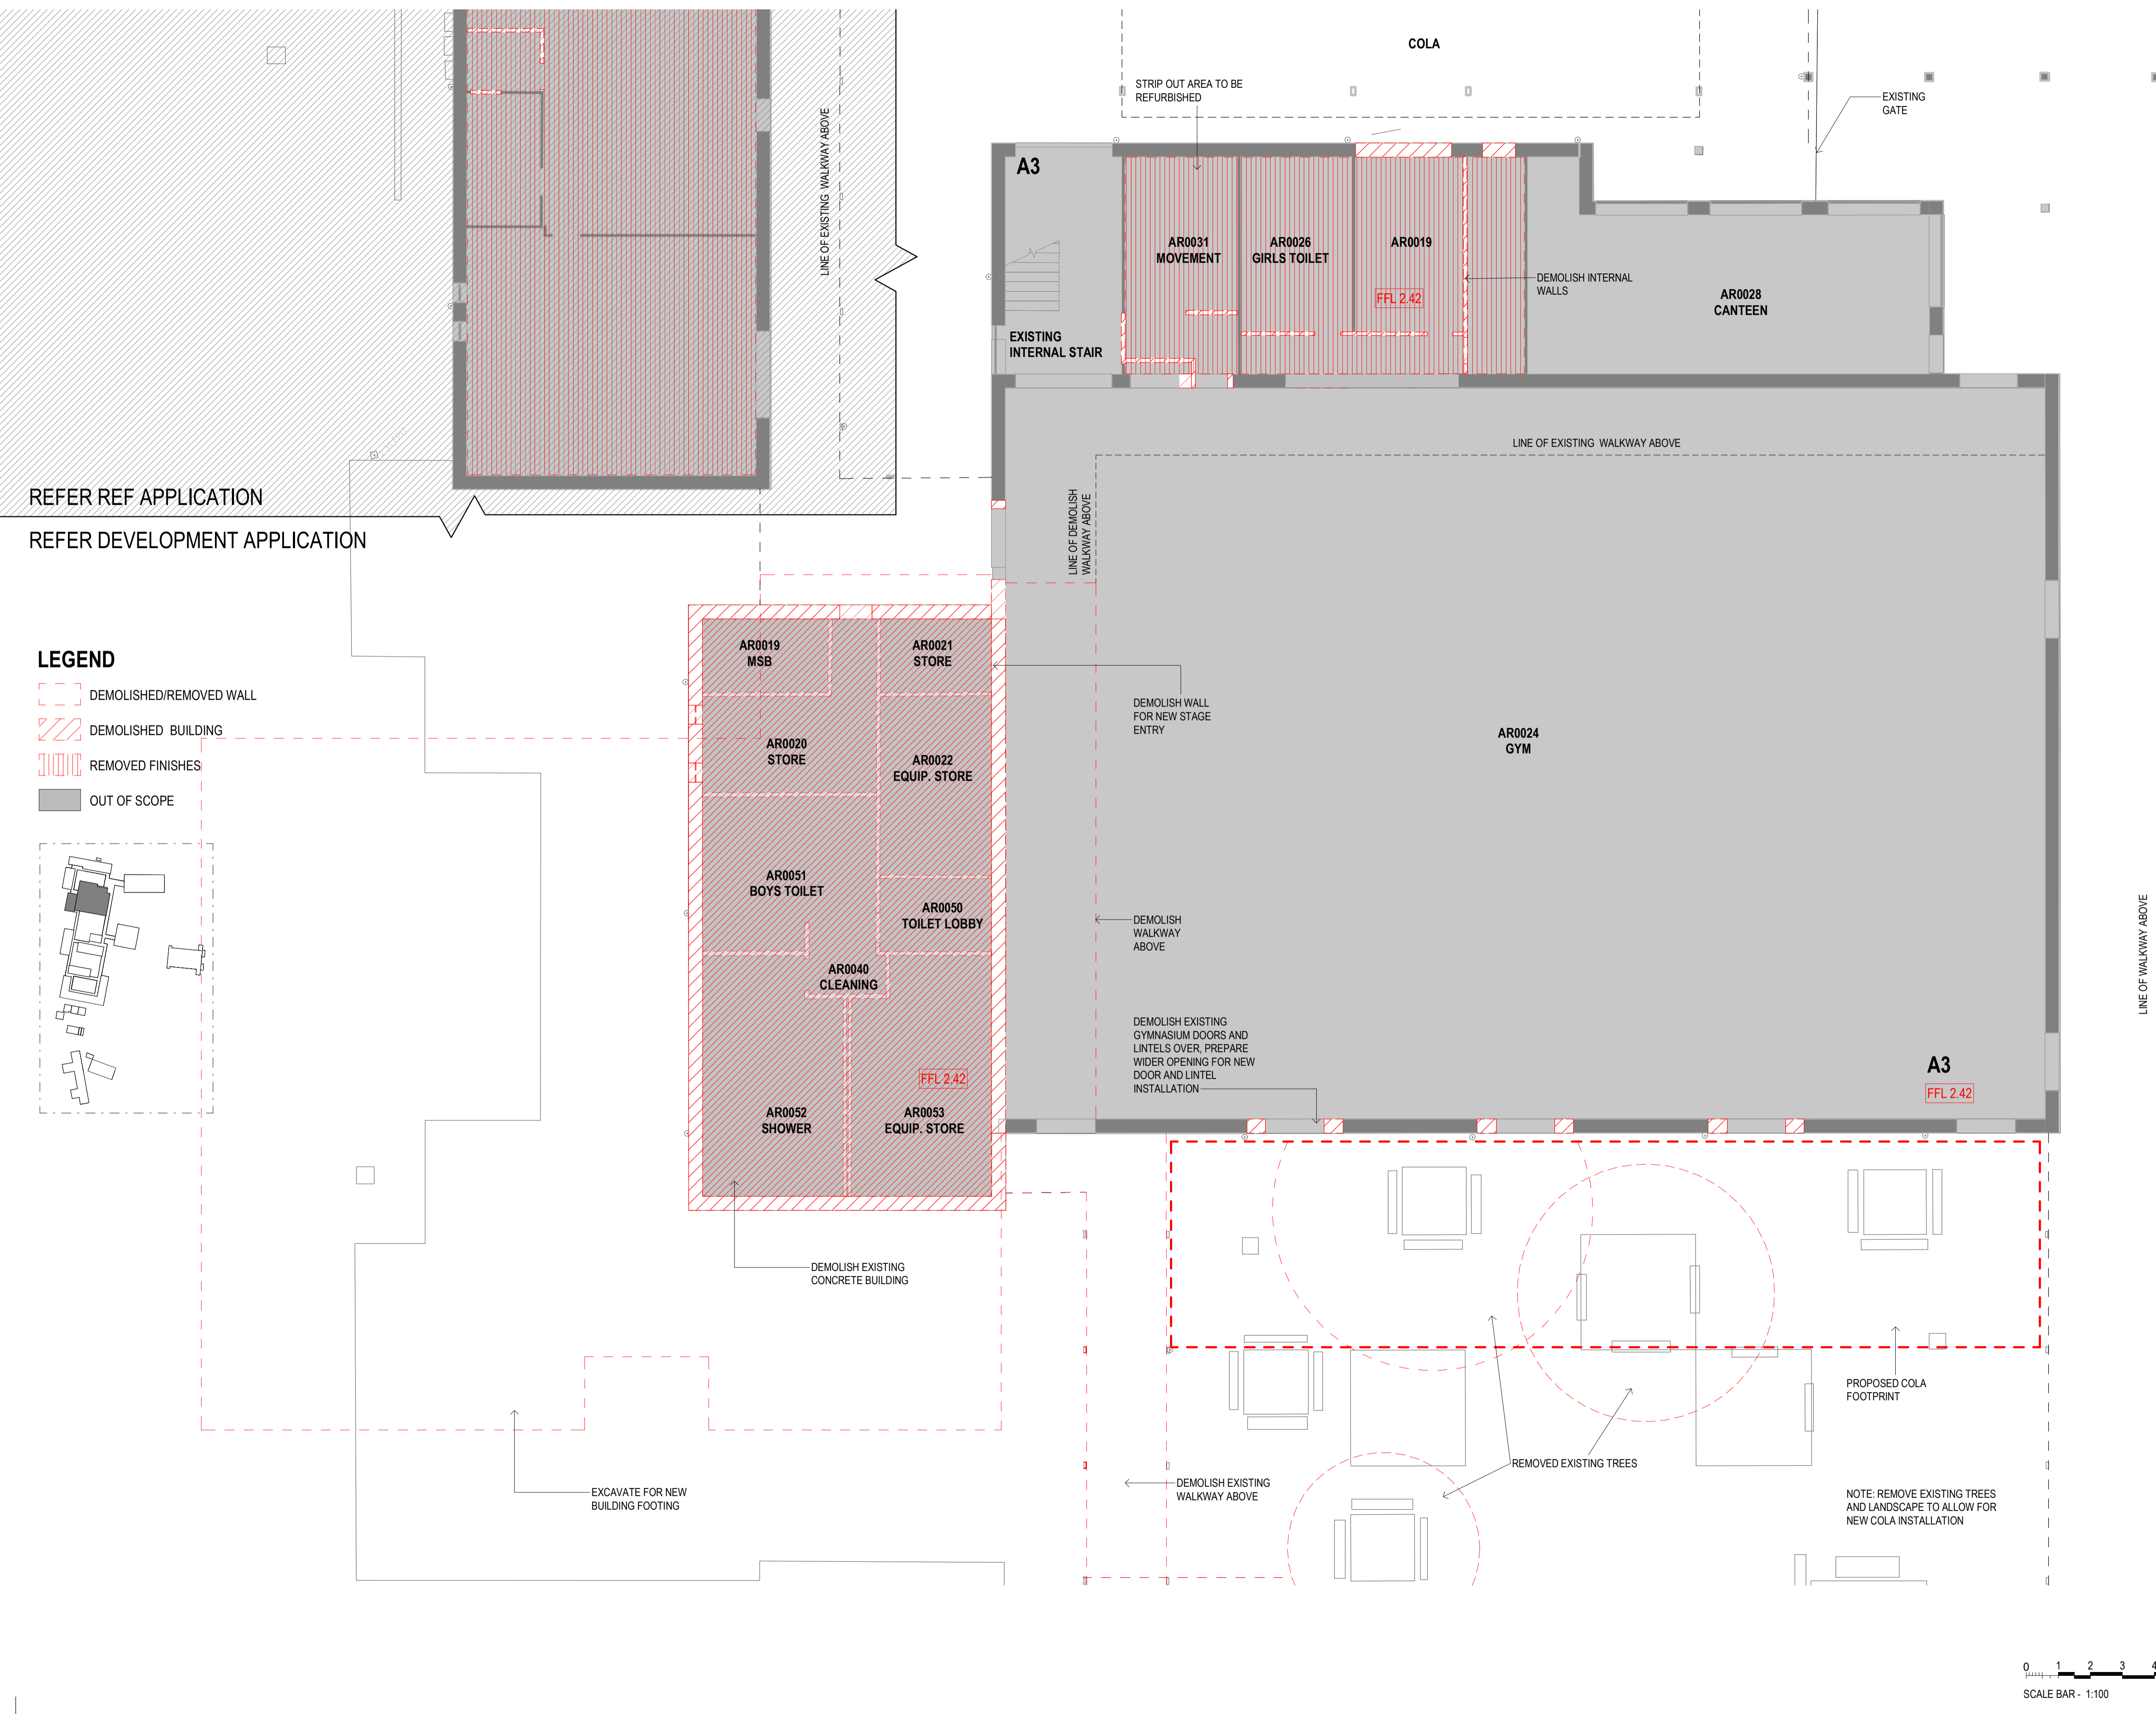 COLA
STRIP OUT AREA TO BE
REFURBISHED
EXISTING
GATE
LINE OF EXISTING WALKWAY ABOVE
A3
AR0031
MOVEMENT
AR0026
GIRLS TOILET
AR0019
FFL 2.42
DEMOLISH INTERNAL
WALLS
AR0028
CANTEEN
EXISTING
INTERNAL STAIR
LINE OF EXISTING WALKWAY ABOVE
LINE OF DEMOLISH
WALKWAY ABOVE
REFER REF APPLICATION
REFER DEVELOPMENT APPLICATION
LEGEND
DEMOLISHED/REMOVED WALL
DEMOLISHED BUILDING
REMOVED FINISHES
OUT OF SCOPE
AR0019
MSB
AR0021
STORE
AR0020
STORE
AR0022
EQUIP. STORE
AR0051
BOYS TOILET
AR0050
TOILET LOBBY
AR0040
CLEANING
FFL 2.42
AR0052
SHOWER
AR0053
EQUIP. STORE
DEMOLISH WALL
FOR NEW STAGE
ENTRY
AR0024
GYM
DEMOLISH
WALKWAY
ABOVE
DEMOLISH EXISTING
GYMNASIUM DOORS AND
LINTELS OVER, PREPARE
WIDER OPENING FOR NEW
DOOR AND LINTEL
INSTALLATION
A3
FFL 2.42
LINE OF WALKWAY ABOVE
DEMOLISH EXISTING
CONCRETE BUILDING
PROPOSED COLA
FOOTPRINT
REMOVED EXISTING TREES
DEMOLISH EXISTING
WALKWAY ABOVE
EXCAVATE FOR NEW
BUILDING FOOTING
NOTE: REMOVE EXISTING TREES
AND LANDSCAPE TO ALLOW FOR
NEW COLA INSTALLATION
0 1 2 3 4
SCALE BAR - 1:100